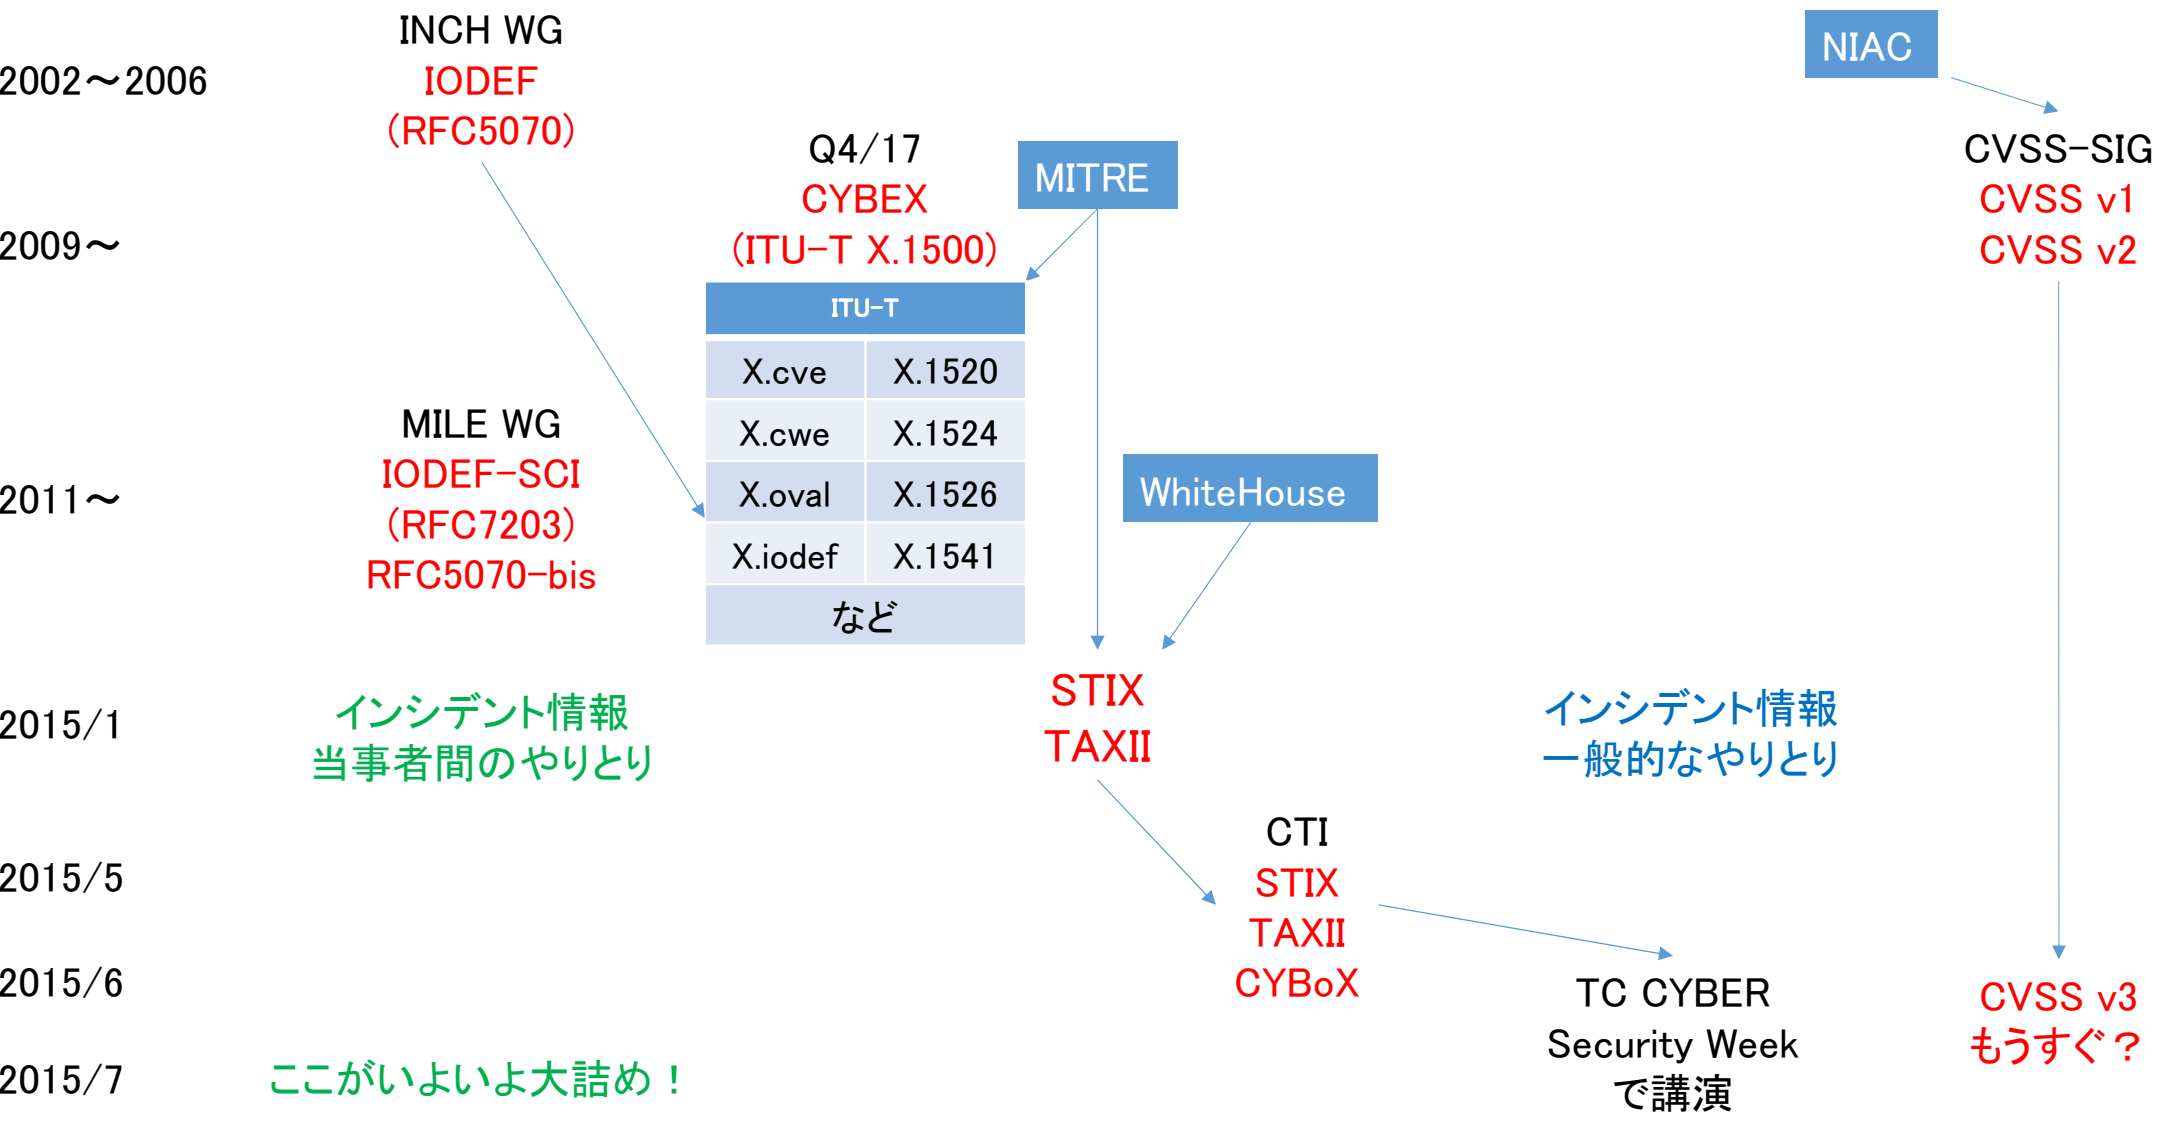 INCH WG
IODEF
(RFC5070)
2002～2006
NIAC
Q4/17
CYBEX
(ITU-T X.1500)
MITRE
CVSS-SIG
CVSS v1
CVSS v2
2009～
ITU-T
X.cve X.1520
X.cwe X.1524
X.oval X.1526
X.iodef X.1541
など
MILE WG
IODEF-SCI
(RFC7203)
RFC5070-bis
2011～
WhiteHouse
2015/1
インシデント情報
当事者間のやりとり
STIX
TAXII
インシデント情報
一般的なやりとり
2015/5
CTI
STIX
TAXII
CYBoX
2015/6
TC CYBER
Security Week
で講演
CVSS v3
もうすぐ？
2015/7
ここがいよいよ大詰め！